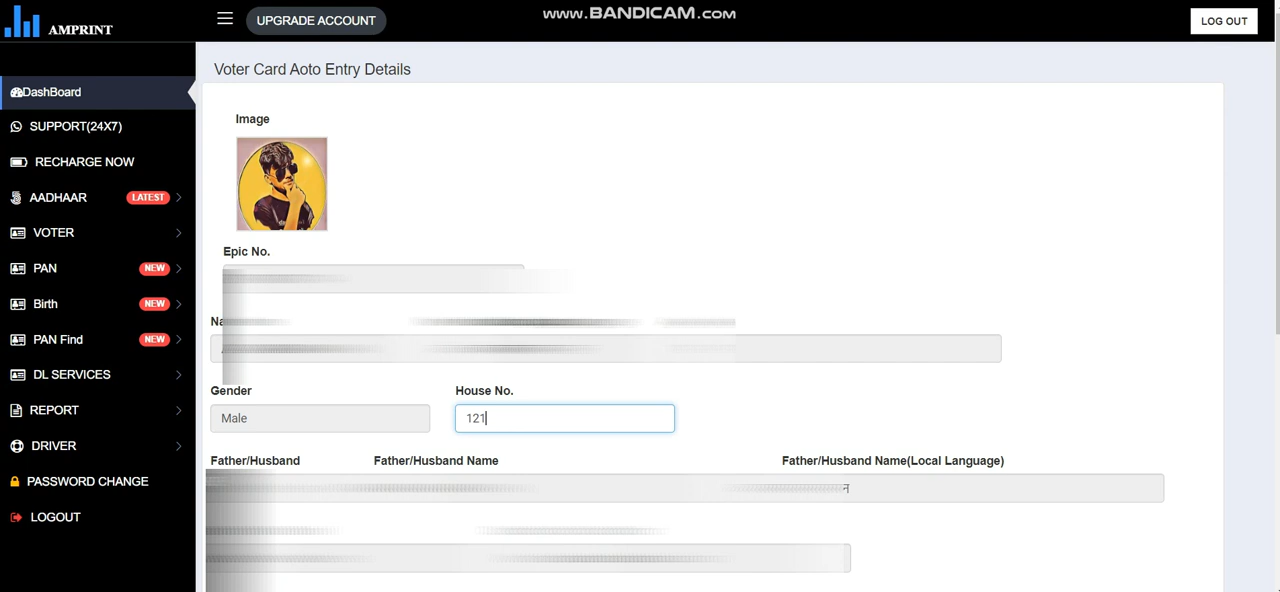 AMPRINT
UPGRADE ACCOUNT
www.BANDICAM.com
LOG OUT
DashBoard
SUPPORT(24X7)
RECHARGE NOW
AADHAAR LATEST
VOTER
PAN NEW
Birth NEW
PAN Find NEW
DL SERVICES
REPORT
DRIVER
PASSWORD CHANGE
LOGOUT
Voter Card Aoto Entry Details
Image
Epic No.
Gender House No.
Male 121
Father/Husband Father/Husband Name Father/Husband Name(Local Language)